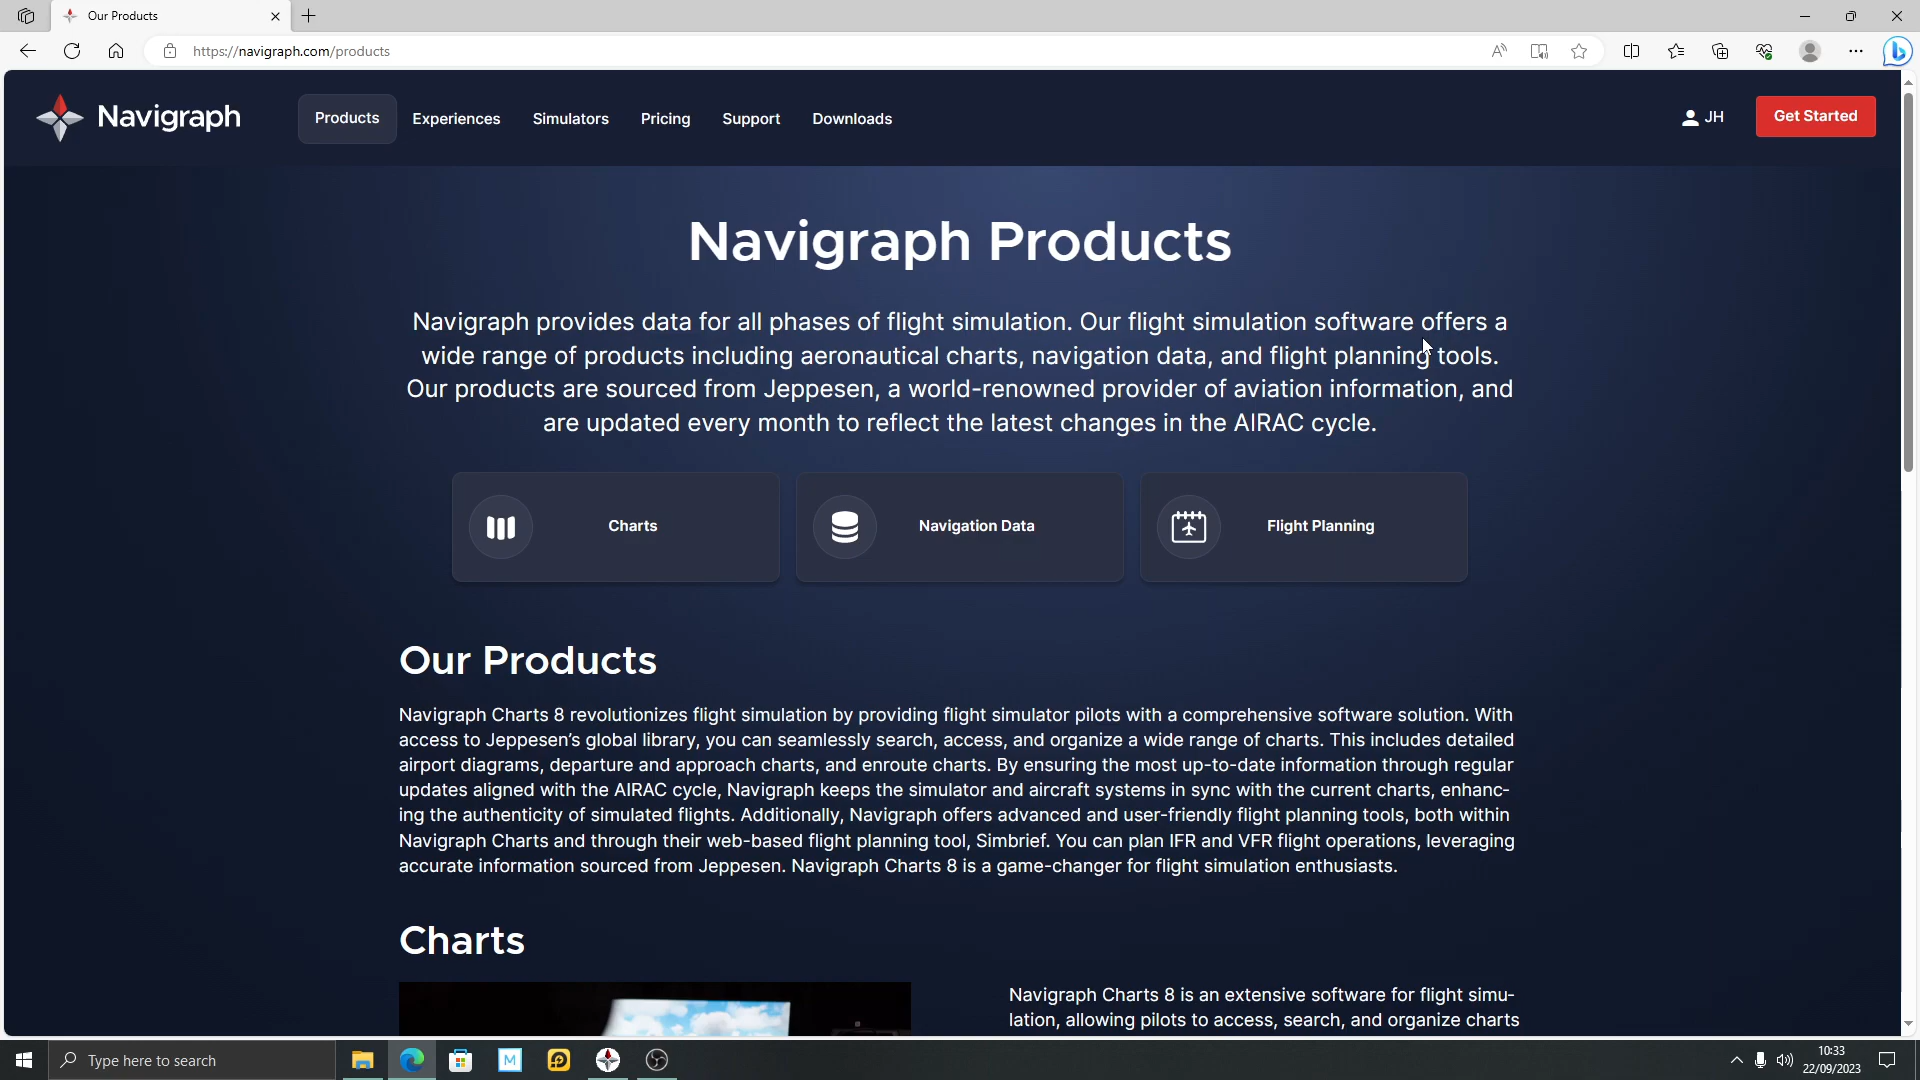 Our Products
https://navigraph.com/products
Navigraph
Products
Experiences
Simulators
Pricing
Support
Downloads
JH
Get Started
Navigraph Products
Navigraph provides data for all phases of flight simulation. Our flight simulation software offers a
wide range of products including aeronautical charts, navigation data, and flight planning tools.
Our products are sourced from Jeppesen, a world-renowned provider of aviation information, and
are updated every month to reflect the latest changes in the AIRAC cycle.
Charts
Navigation Data
Flight Planning
Our Products
Navigraph Charts 8 revolutionizes flight simulation by providing flight simulator pilots with a comprehensive software solution. With
access to Jeppesen's global library, you can seamlessly search, access, and organize a wide range of charts. This includes detailed
airport diagrams, departure and approach charts, and enroute charts. By ensuring the most up-to-date information through regular
updates aligned with the AIRAC cycle, Navigraph keeps the simulator and aircraft systems in sync with the current charts, enhanc-
ing the authenticity of simulated flights. Additionally, Navigraph offers advanced and user-friendly flight planning tools, both within
Navigraph Charts and through their web-based flight planning tool, Simbrief. You can plan IFR and VFR flight operations, leveraging
accurate information sourced from Jeppesen. Navigraph Charts 8 is a game-changer for flight simulation enthusiasts.
Charts
Navigraph Charts 8 is an extensive software for flight simu-
lation, allowing pilots to access, search, and organize charts
Type here to search
M
10:33
22/09/2023